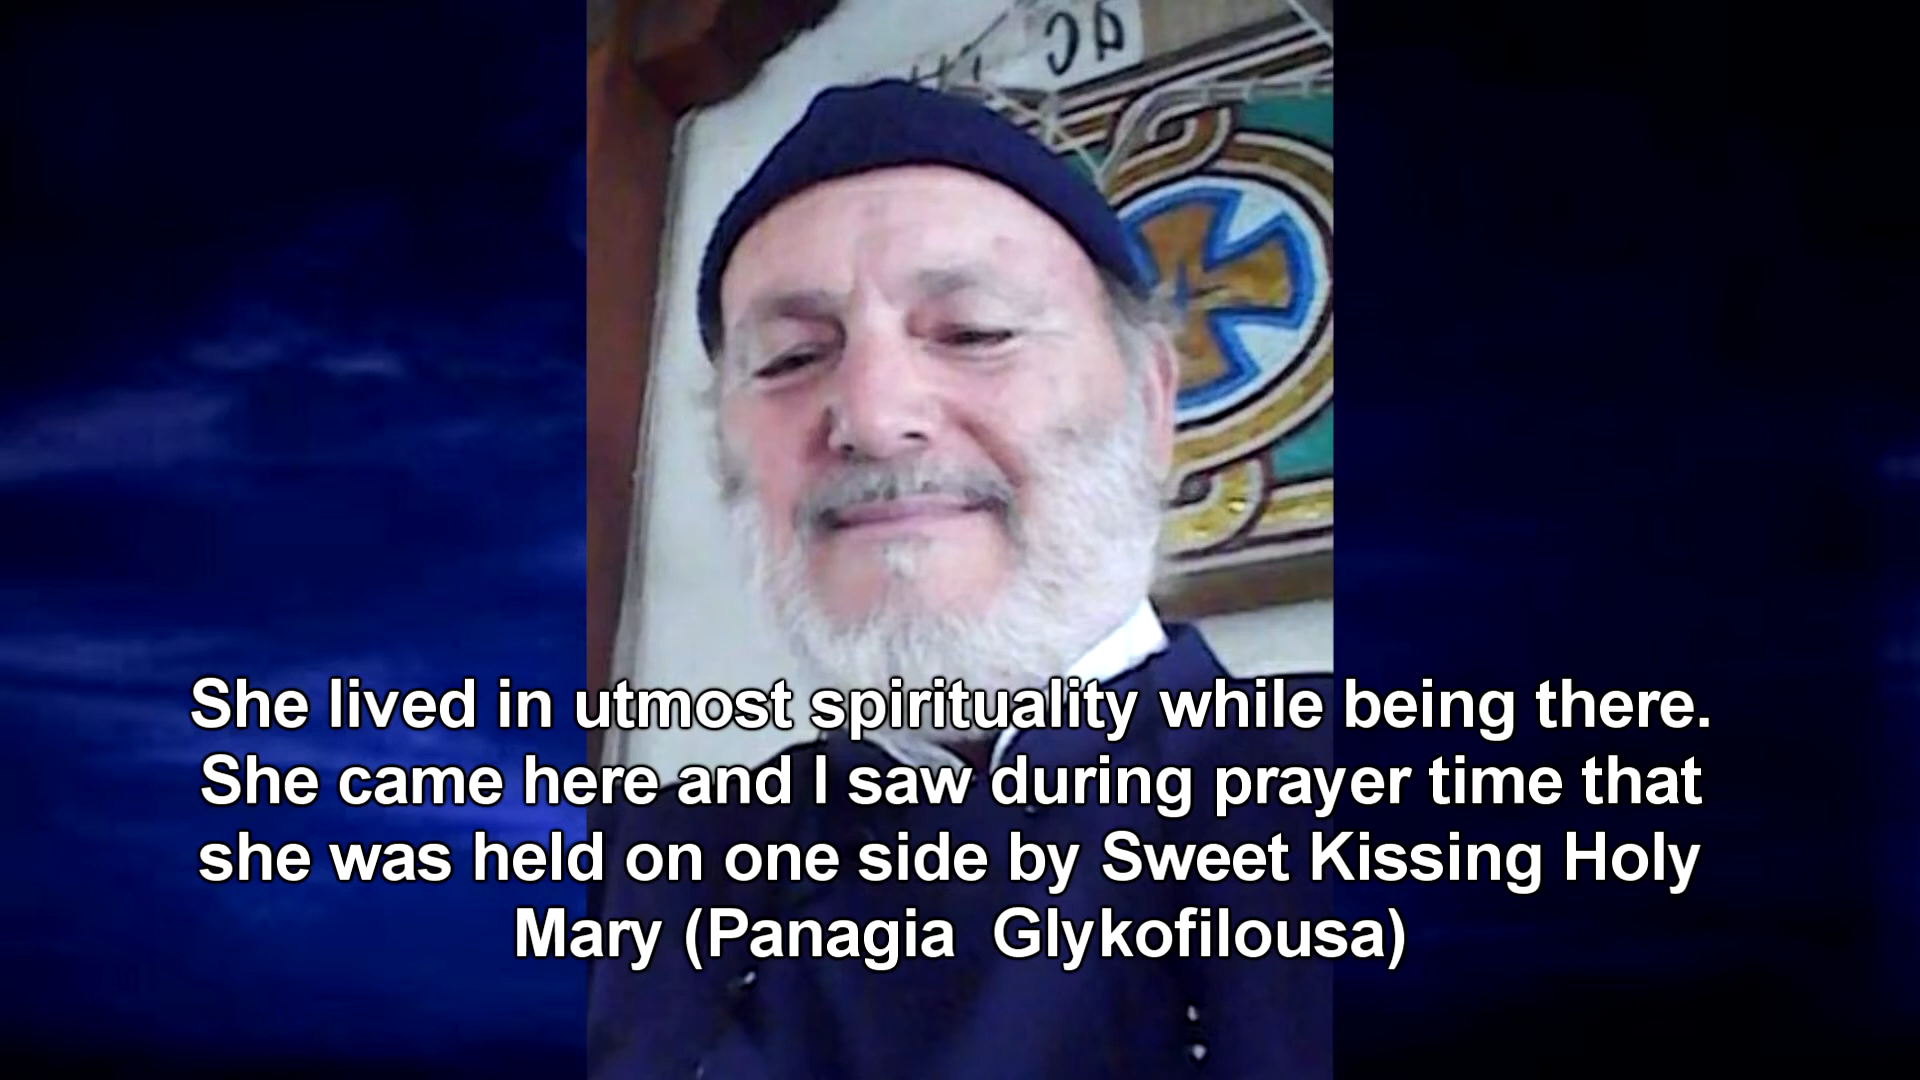 She lived in utmost spirituality while being there.
She came here and I saw during prayer time that
she was held on one side by Sweet Kissing Holy
Mary (Panagia  Glykofilousa)